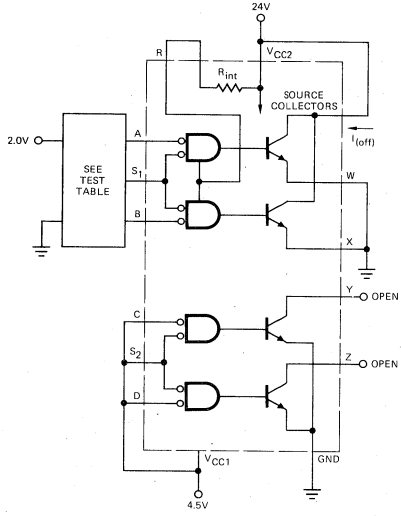 24V
R
VCC2
Rint
SOURCE
COLLECTORS
I(off)
2.0V
A
SEE
TEST
TABLE
S1
W
B
X
Y
OPEN
C
S2
Z
OPEN
D
VCC1
GND
4.5V